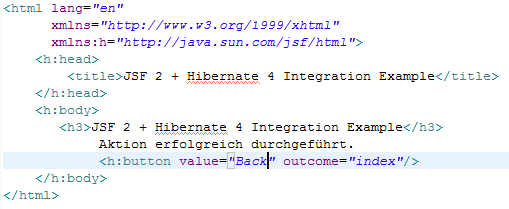 <html lang="en"
xmlns="http://www.w3.org/1999/xhtml"
xmlns:h="http://java.sun.com/jsf/html">
<h:head>
<title>JSF 2 + Hibernate 4 Integration Example</title>
</h:head>
<h:body>
<h3>JSF 2 + Hibernate 4 Integration Example</h3>
Aktion erfolgreich durchgeführt.
<h:button value="Back" outcome="index"/>
</h:body>
</html>